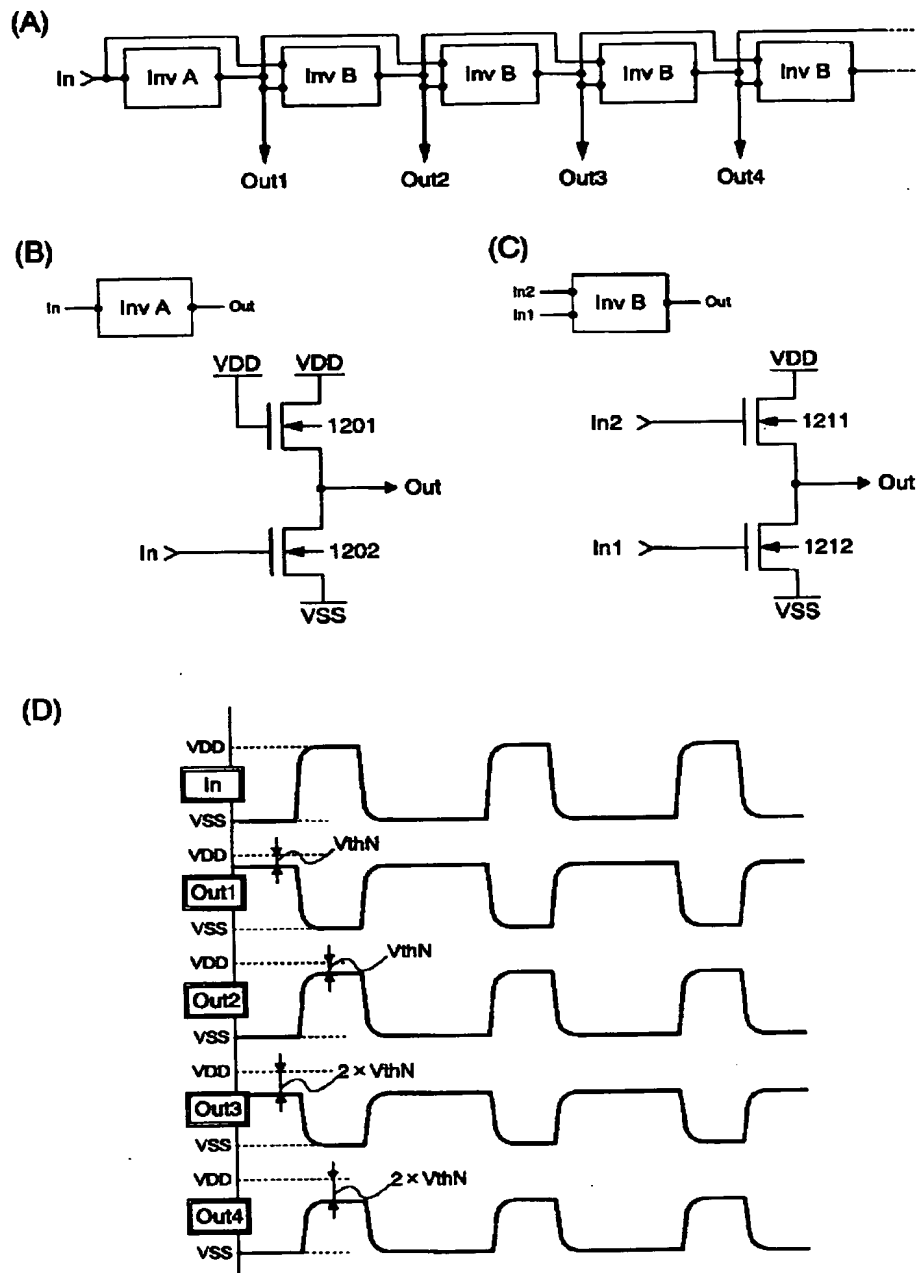 (A)
In
Inv A
Inv B
Inv B
Inv B
Inv B
Out1
Out2
Out3
Out4
(B)
In
Inv A
Out
VDD
VDD
1201
Out
In
1202
VSS
(C)
In2
In1
Inv B
Out
VDD
In2
1211
Out
In1
1212
VSS
(D)
VDD
In
VSS
VDD
VthN
Out1
VSS
VDD
VthN
Out2
VSS
VDD
2 × VthN
Out3
VSS
VDD
2 × VthN
Out4
VSS